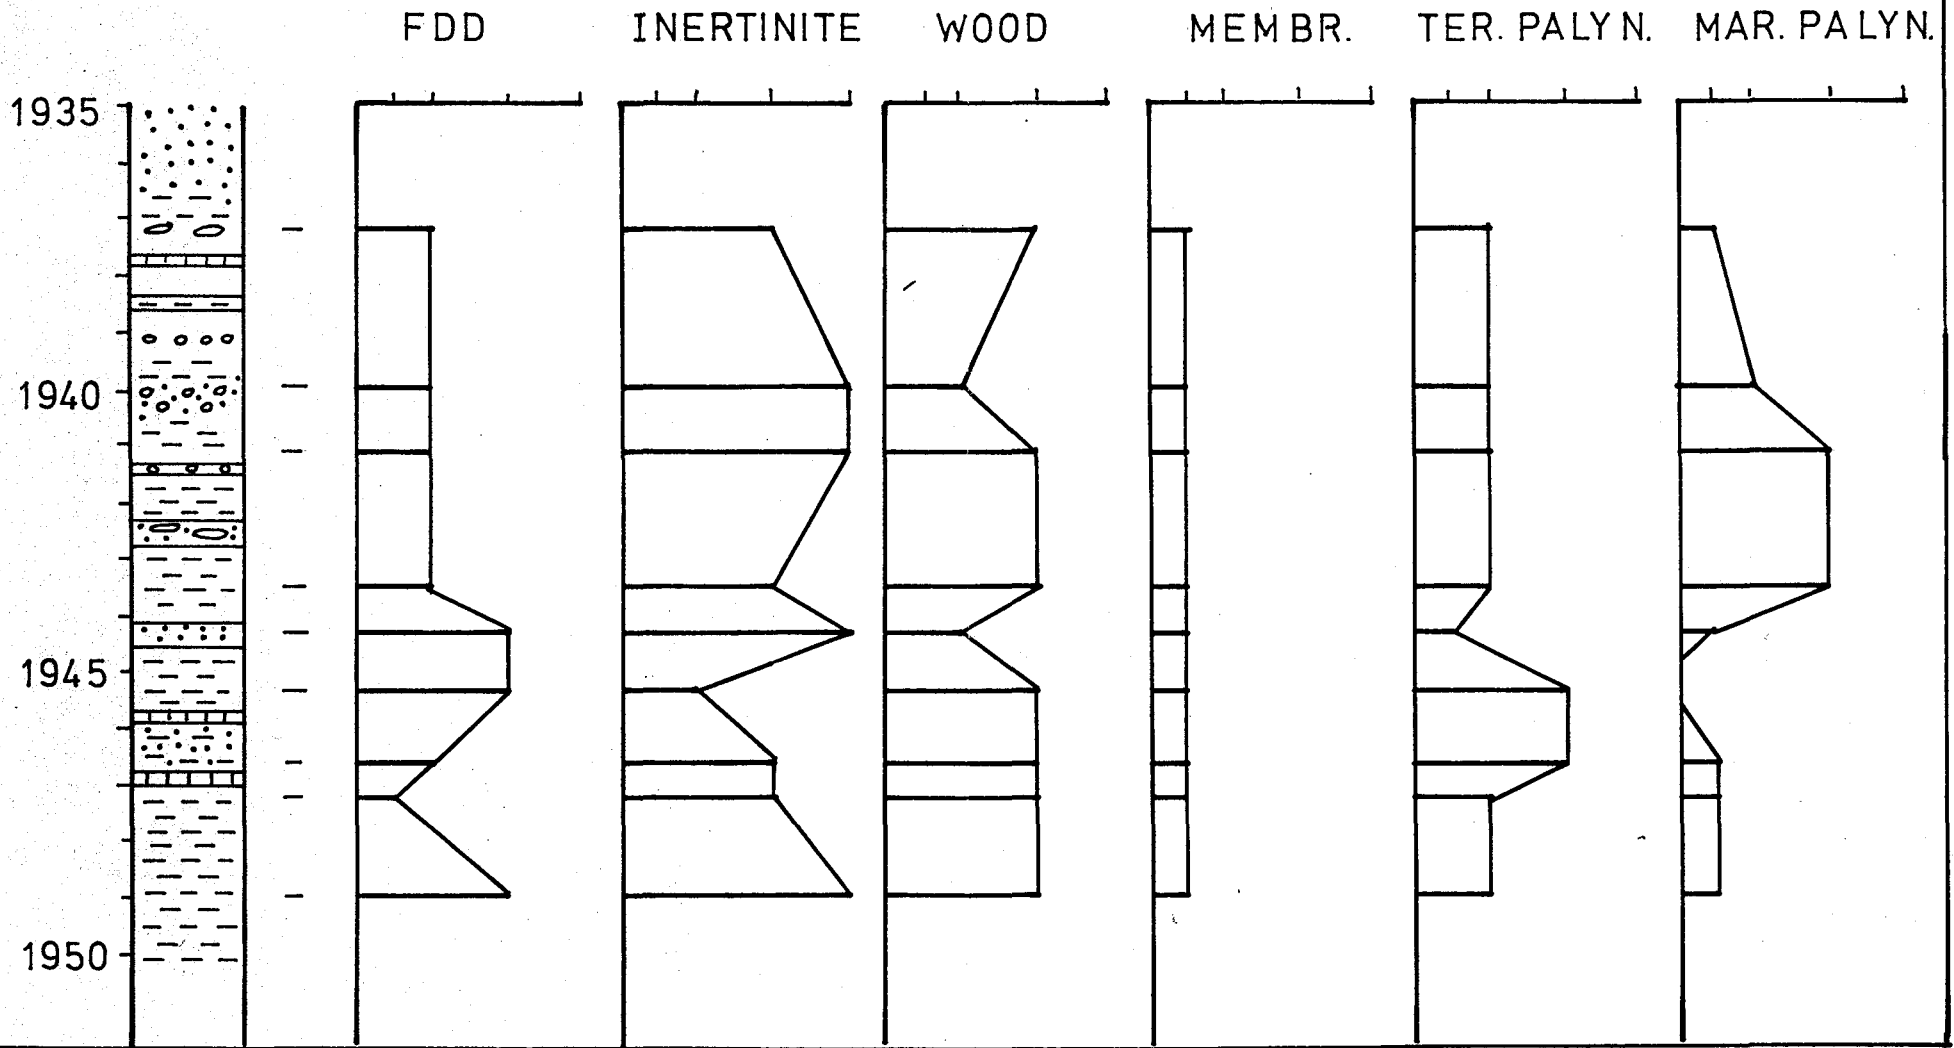 FDD INERTINITE WOOD MEMBR. TER. PALYN. MAR. PALYN.
1935
1940
1945
1950